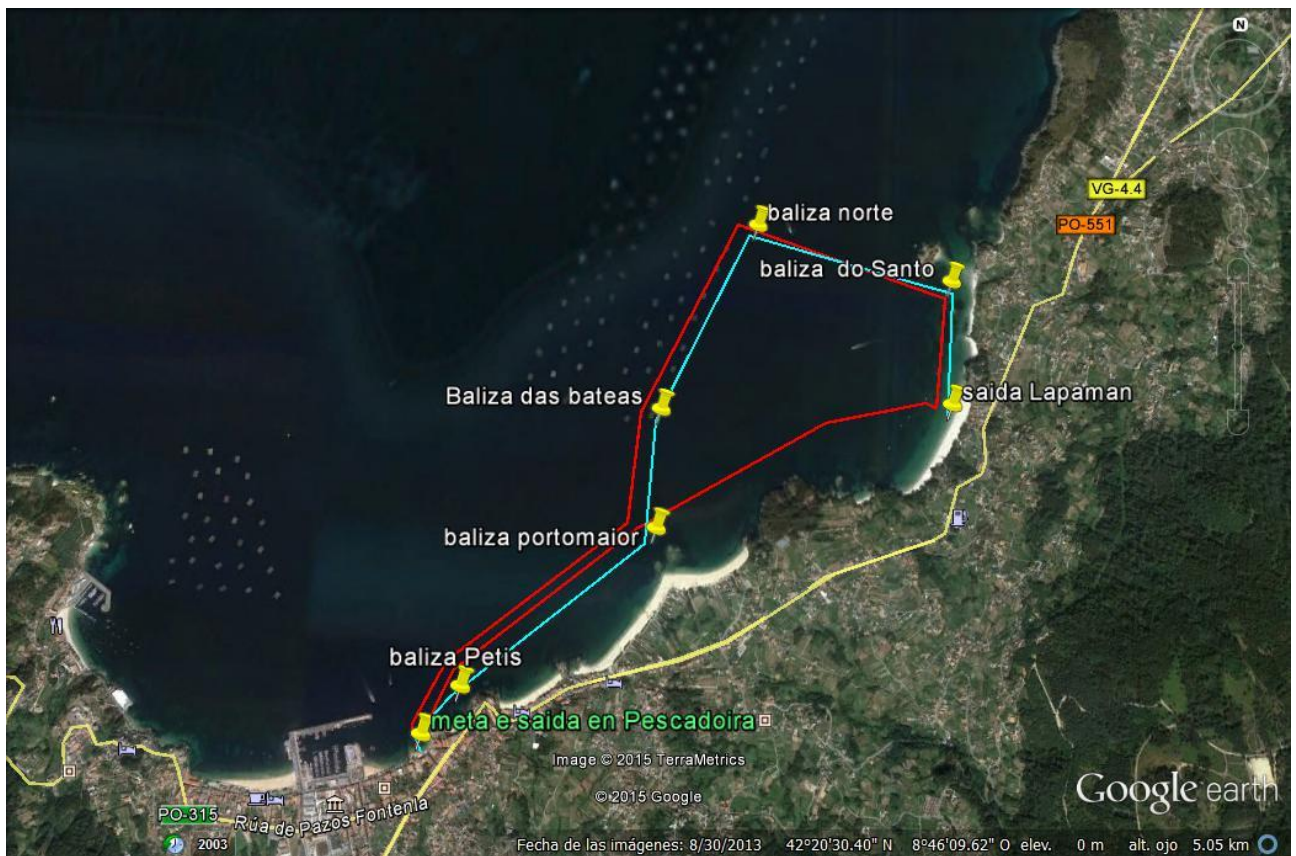 N
VG-4.4
PO-551
baliza norte
baliza do Santo
Baliza das bateas
saida Lapaman
baliza portomaior
baliza Petis
meta e saida en Pescadoira
Image © 2015 TerraMetrics
© 2015 Google
Google earth
PO-315
Rúa de Pazos Fontenla
2003
Fecha de las imágenes: 8/30/2013 42°20'30.40" N 8°46'09.62" O elev. 0 m alt. ojo 5.05 km